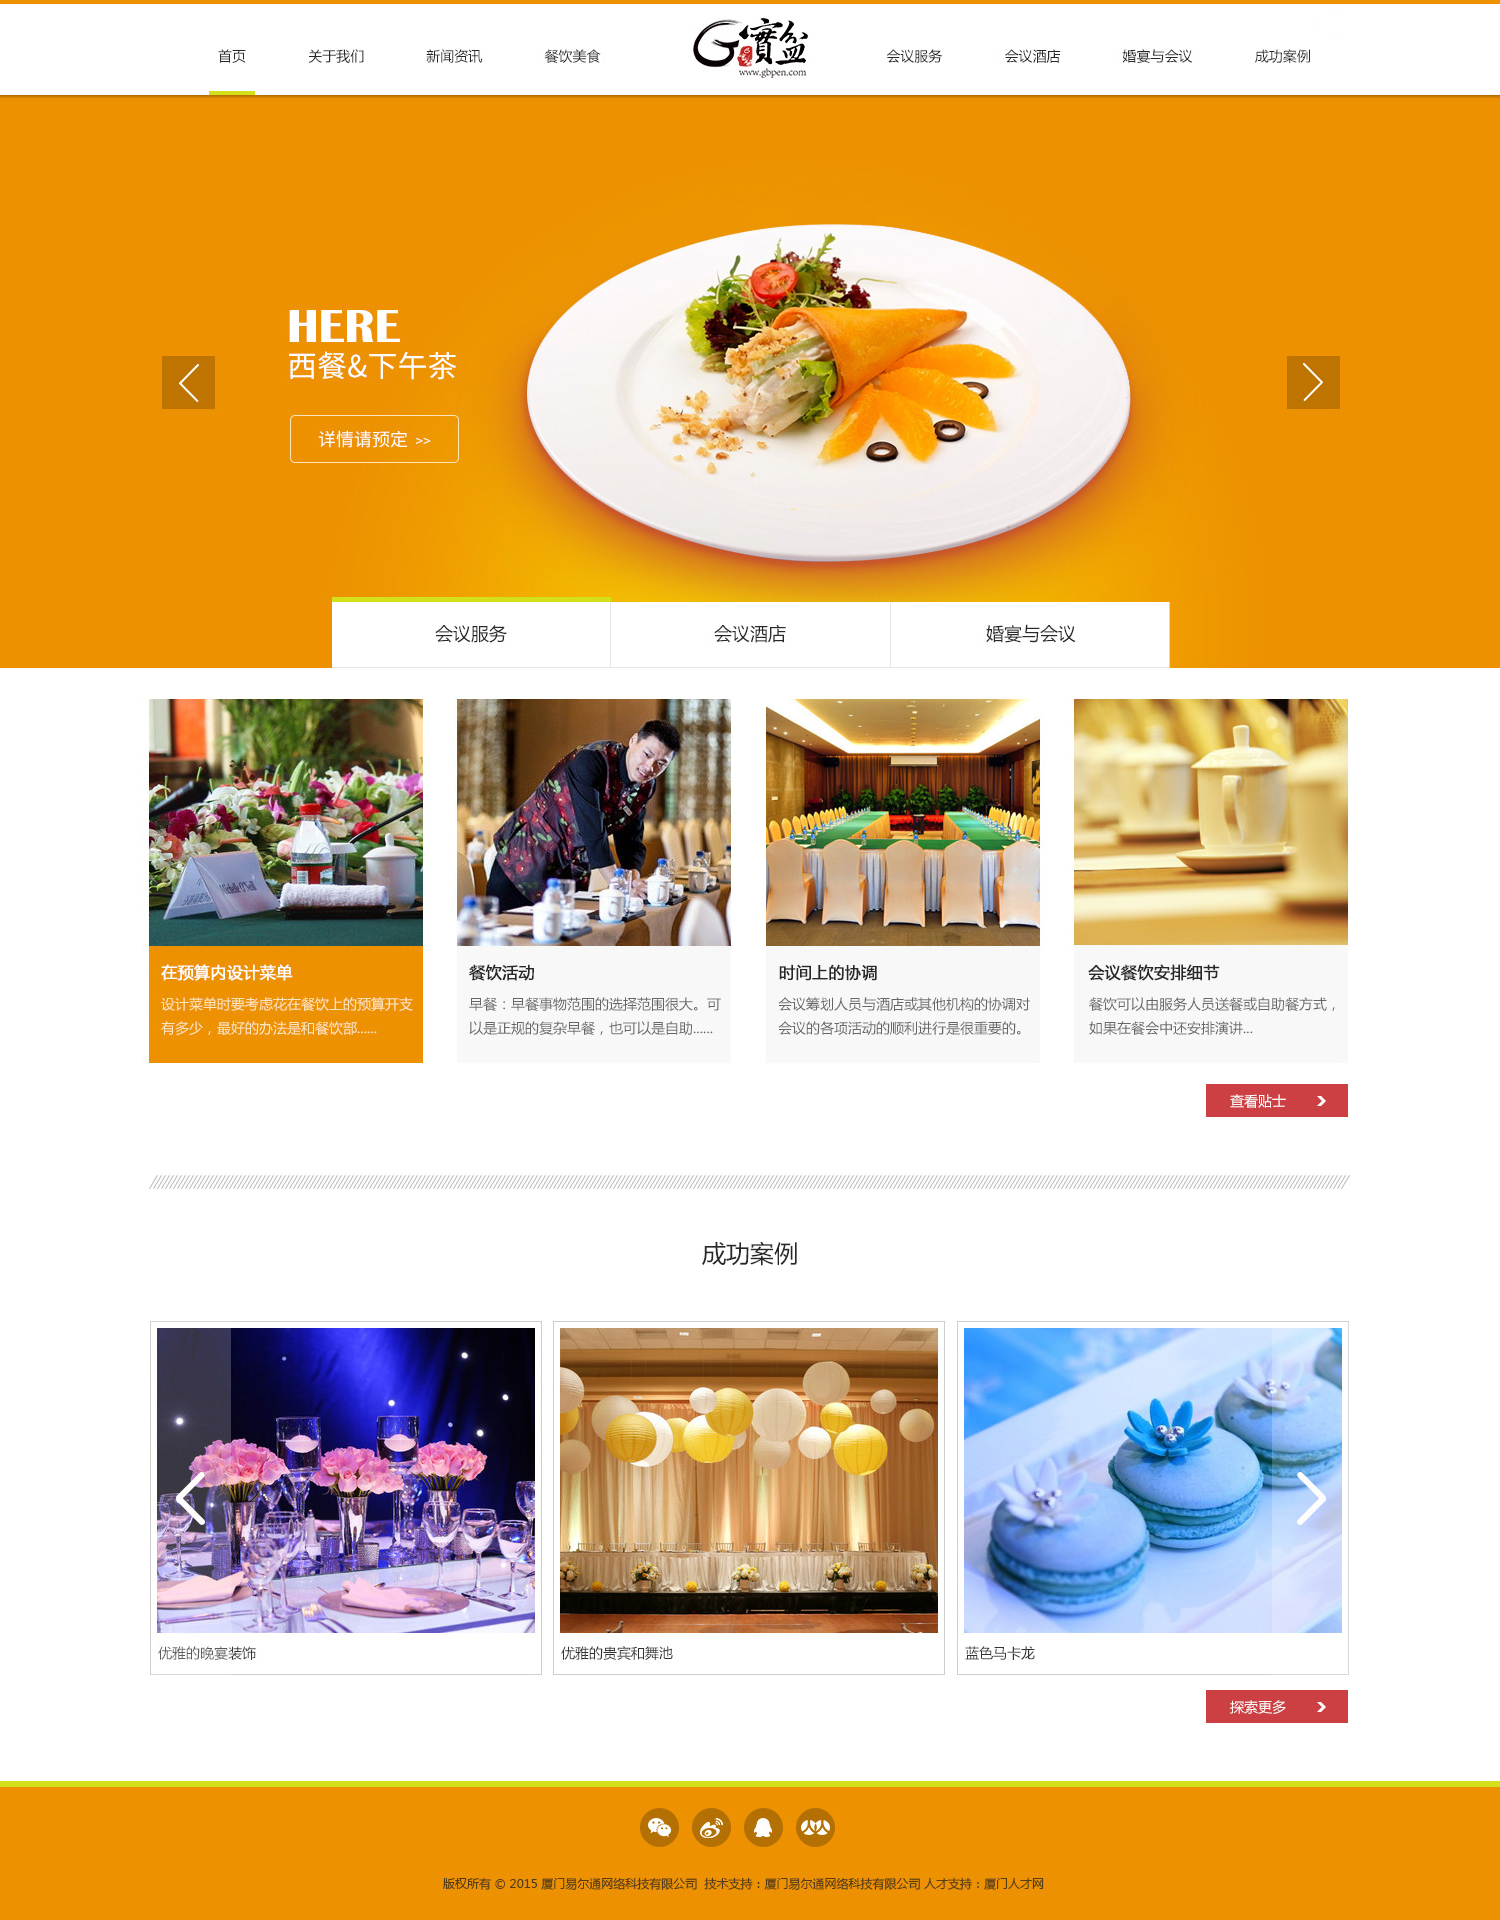 首页
关于我们
新闻资讯
餐饮美食
G寶盆
www.gbpen.com
会议服务
会议酒店
婚宴与会议
成功案例
HERE
西餐&下午茶
详情请预定 >>
会议服务
会议酒店
婚宴与会议
在预算内设计菜单
设计菜单时要考虑花在餐饮上的预算开支
有多少，最好的办法是和餐饮部......
餐饮活动
早餐：早餐事物范围的选择范围很大。可
以是正规的复杂早餐，也可以是自助......
时间上的协调
会议筹划人员与酒店或其他机构的协调对
会议的各项活动的顺利进行是很重要的。
会议餐饮安排细节
餐饮可以由服务人员送餐或自助餐方式，
如果在餐会中还安排演讲...
查看贴士
成功案例
优雅的晚宴装饰
优雅的贵宾和舞池
蓝色马卡龙
探索更多
版权所有 © 2015 厦门易尔通网络科技有限公司 技术支持：厦门易尔通网络科技有限公司 人才支持：厦门人才网